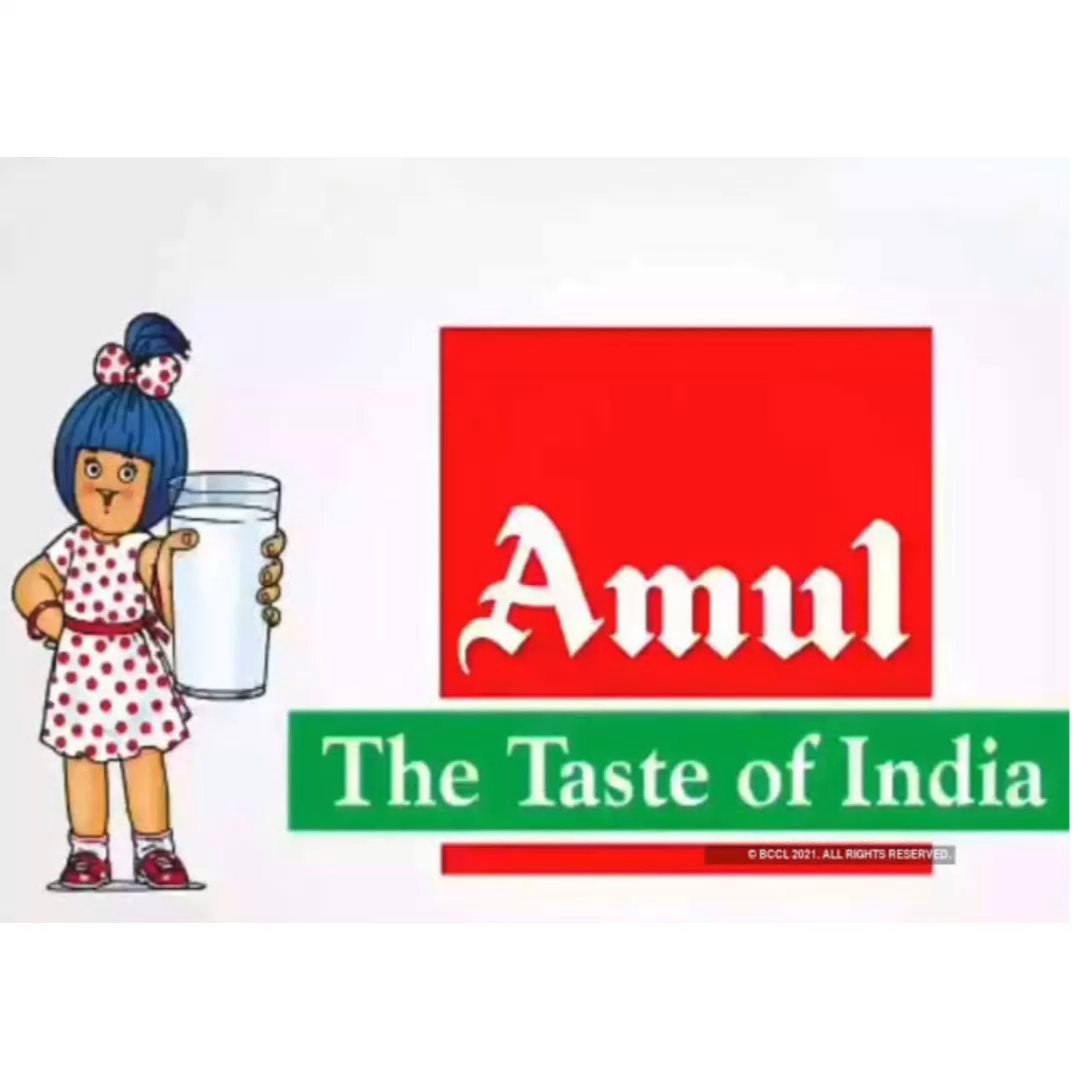 Amul
The Taste of India
© BCCL 2021. ALL RIGHTS RESERVED.